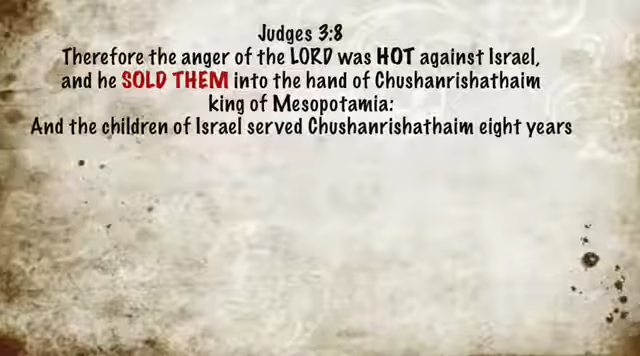 Judges 3:8
Therefore the anger of the LORD was HOT against Israel,
and he SOLD THEM into the hand of Chushanrishathaim
king of Mesopotamia:
And the children of Israel served Chushanrishathaim eight years